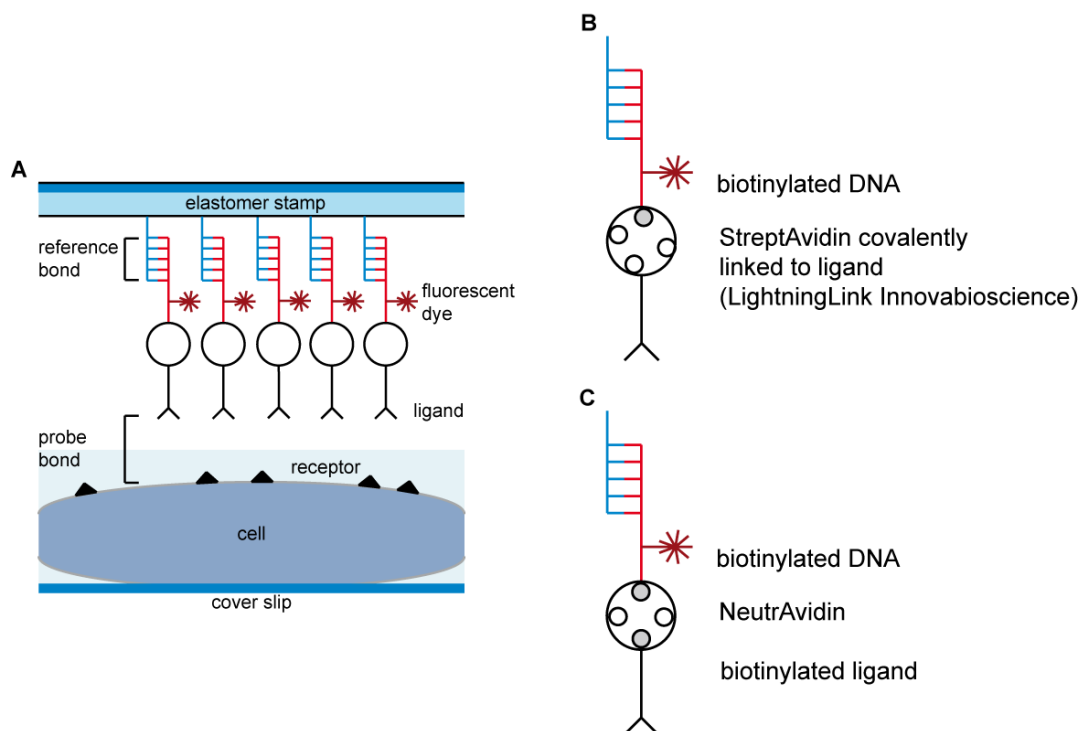 A
elastomer stamp
reference
bond
fluorescent
dye
ligand
probe
bond
receptor
cell
cover slip
B
biotinylated DNA
StreptAvidin covalently
linked to ligand
(LightningLink Innovabioscience)
C
biotinylated DNA
NeutrAvidin
biotinylated ligand